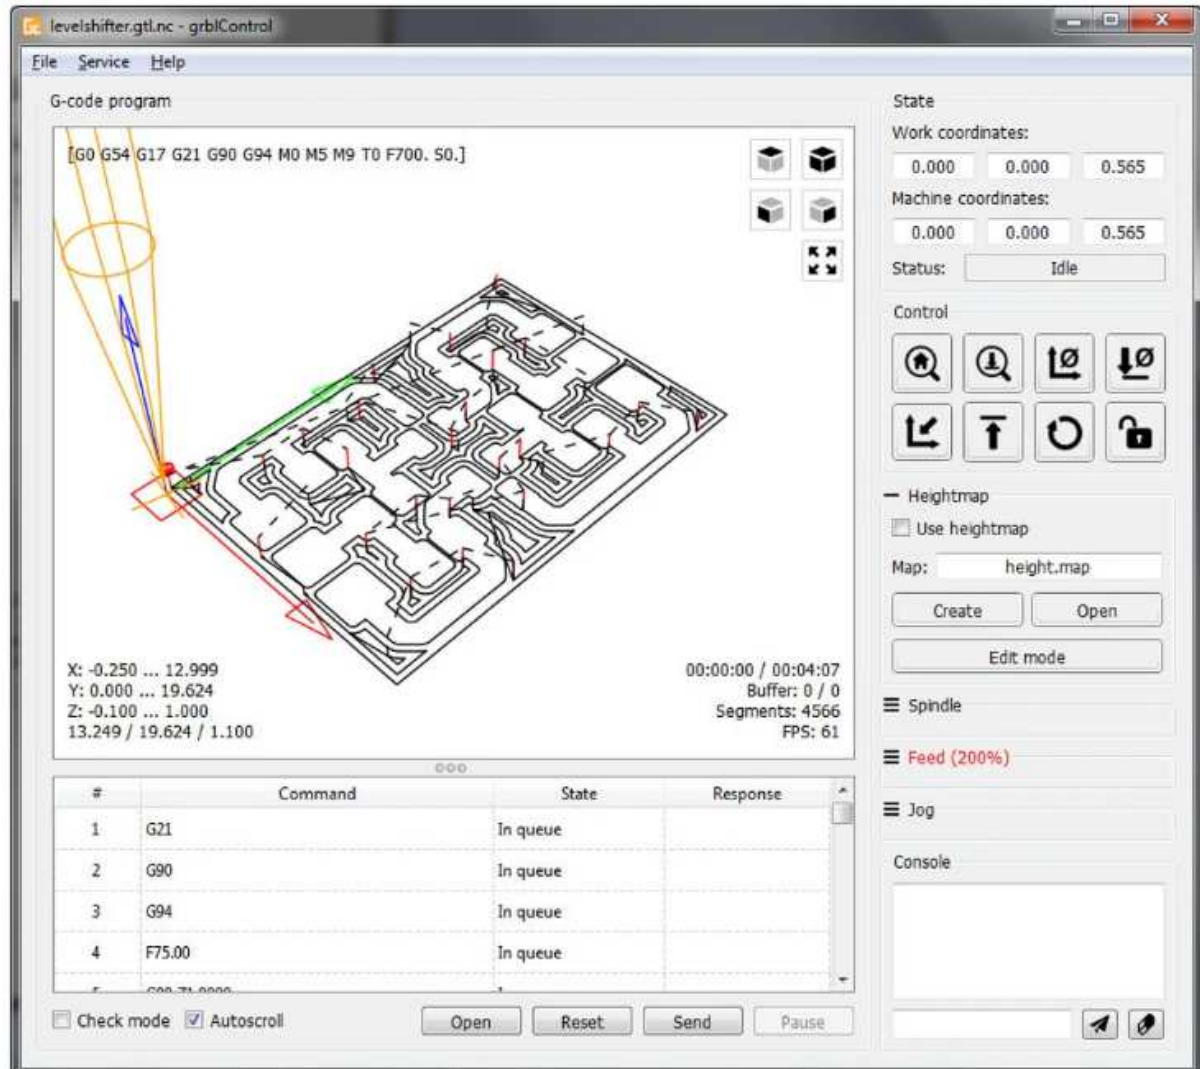 levelshifter.gtl.nc - grblControl
File Service Help
G-code program
[G0 G54 G17 G21 G90 G94 M0 M5 M9 T0 F700. S0.]
X: -0.250 ... 12.999
Y: 0.000 ... 19.624
Z: -0.100 ... 1.000
13.249 / 19.624 / 1.100
00:00:00 / 00:04:07
Buffer: 0 / 0
Segments: 4566
FPS: 61
# Command State Response
1 G21 In queue
2 G90 In queue
3 G94 In queue
4 F75.00 In queue
Check mode Autoscroll Open Reset Send Pause
State
Work coordinates:
0.000 0.000 0.565
Machine coordinates:
0.000 0.000 0.565
Status: Idle
Control
Heightmap
Use heightmap
Map: height.map
Create Open
Edit mode
Spindle
Feed (200%)
Jog
Console